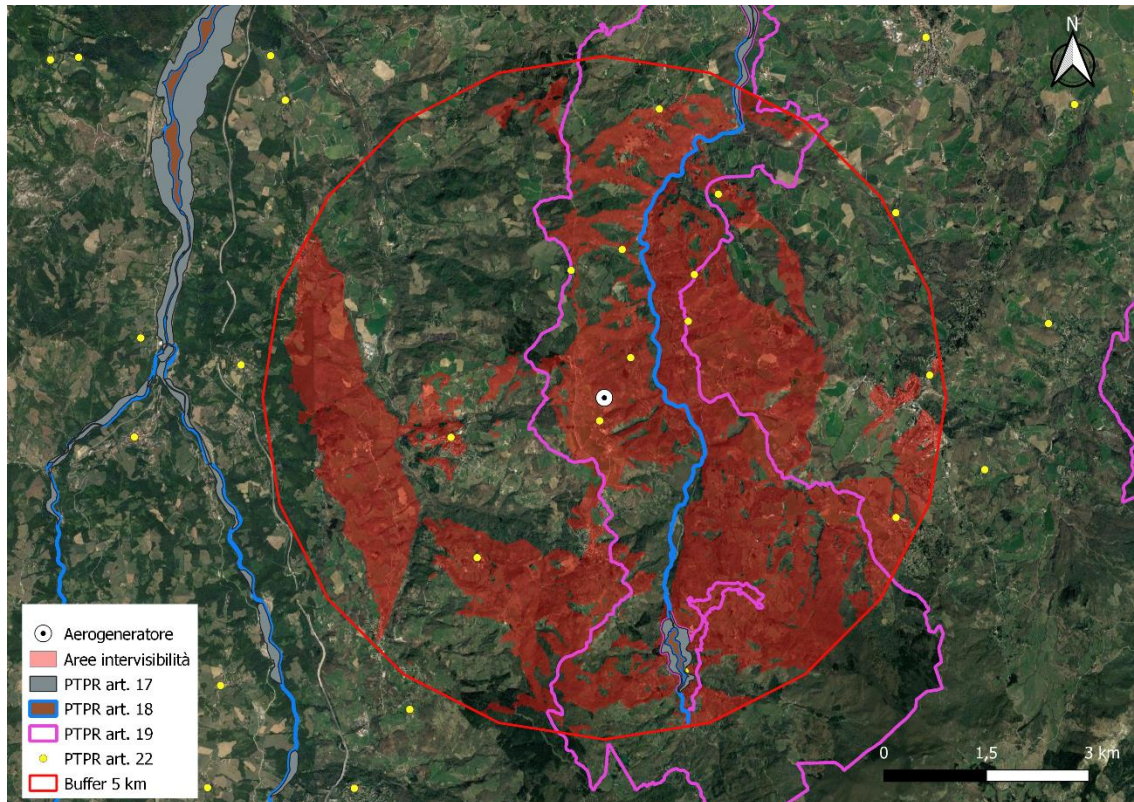 N
Aerogeneratore
Aree intervisibilità
PTPR art. 17
PTPR art. 18
PTPR art. 19
PTPR art. 22
Buffer 5 km
0 1,5 3 km